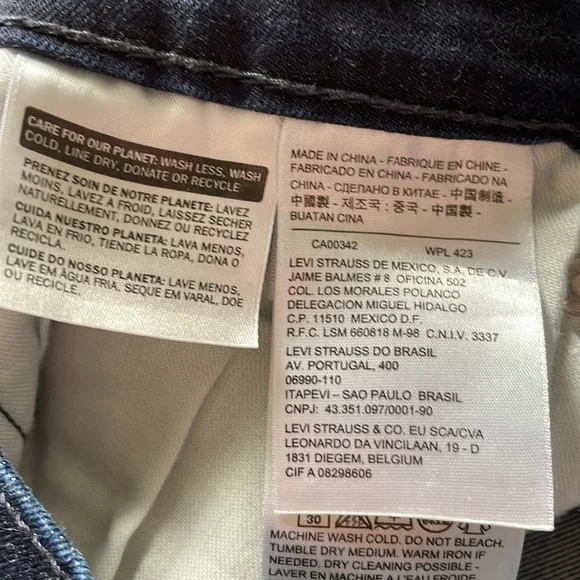 CARE FOR OUR PLANET: WASH LESS, WASH
COLD, LINE DRY, DONATE OR RECYCLE
PRENEZ SOIN DE NOTRE PLANETE: LAVEZ
MOINS, LAVEZ A FROID, LAISSEZ SECHER
NATURELLEMENT, DONNEZ OU RECYCLEZ
CUIDA NUESTRO PLANETA: LAVA MENOS,
LAVA EN FRIO, TIENDE LA ROPA, DONA O
RECICLA.
CUIDE DO NOSSO PLANETA: LAVE MENOS,
LAVE EM ÁGUA FRIA, SEQUE EM VARAL, DOE
OU RECICLE.
MADE IN CHINA - FABRIQUE EN CHINE -
FABRICADO EN CHINA - FABRICADO NA
CHINA - СДЕЛАНО В КИТАЕ - 中国制造 -
中國製 - 제조국 : 중국 - 中国製 -
BUATAN CINA
CA00342 WPL 423
LEVI STRAUSS DE MEXICO, S.A. DE C.V.
JAIME BALMES # 8 OFICINA 502
COL. LOS MORALES POLANCO
DELEGACION MIGUEL HIDALGO
C.P. 11510 MEXICO D.F.
R.F.C. LSM 660818 M-98 C.N.I.V. 3337
LEVI STRAUSS DO BRASIL
AV. PORTUGAL, 400
06990-110
ITAPEVI – SAO PAULO BRASIL
CNPJ: 43.351.097/0001-90
LEVI STRAUSS & CO. EU SCA/CVA
LEONARDO DA VINCILAAN, 19 - D
1831 DIEGEM, BELGIUM
CIF A 08298606
30
MACHINE WASH COLD. DO NOT BLEACH.
TUMBLE DRY MEDIUM. WARM IRON IF
NEEDED. DRY CLEANING POSSIBLE
LAVER EN MACHINE A L'EAU FROIDE